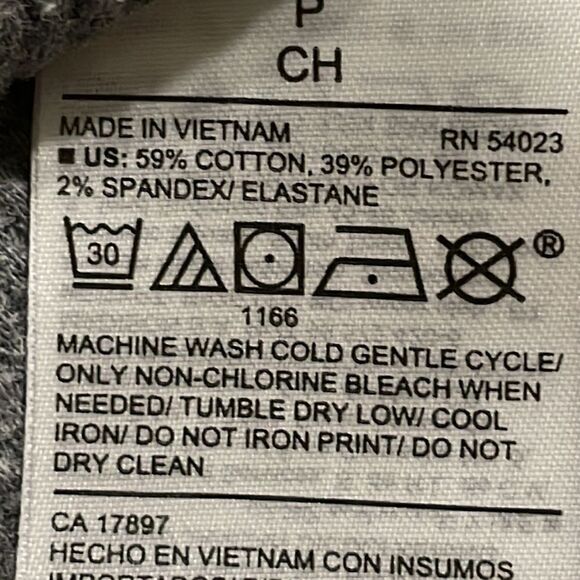 P
CH
MADE IN VIETNAM RN 54023
■ US: 59% COTTON, 39% POLYESTER,
2% SPANDEX/ ELASTANE
30 ®
1166
MACHINE WASH COLD GENTLE CYCLE/
ONLY NON-CHLORINE BLEACH WHEN
NEEDED/ TUMBLE DRY LOW/ COOL
IRON/ DO NOT IRON PRINT/ DO NOT
DRY CLEAN
CA 17897
HECHO EN VIETNAM CON INSUMOS